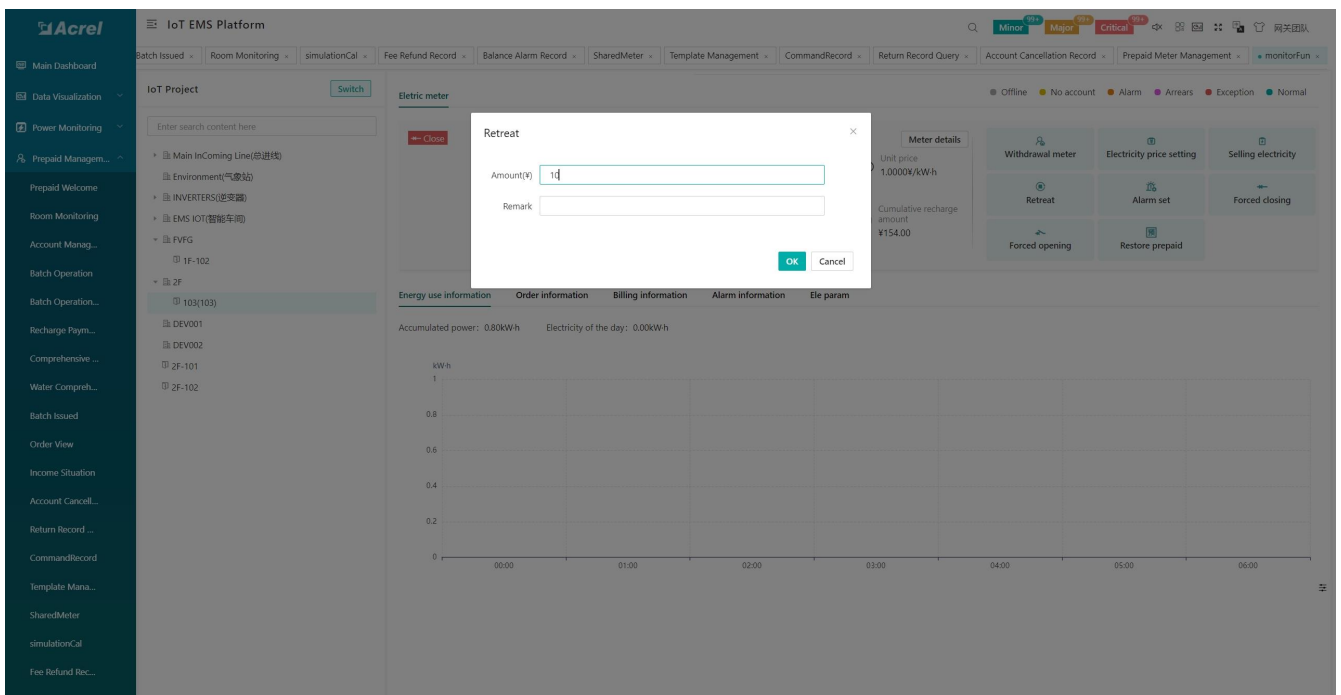 Acrel
IoT EMS Platform
Minor 99+ Major 99+ Critical 99+ 网关团队
Batch Issued × Room Monitoring × simulationCal × Fee Refund Record × Balance Alarm Record × SharedMeter × Template Management × CommandRecord × Return Record Query × Account Cancellation Record × Prepaid Meter Management × monitorFun ×
Main Dashboard
Data Visualization
Power Monitoring
Prepaid Managem...
Prepaid Welcome
Room Monitoring
Account Manag...
Batch Operation
Batch Operation...
Recharge Paym...
Comprehensive ...
Water Compreh...
Batch Issued
Order View
Income Situation
Account Cancell...
Return Record ...
CommandRecord
Template Mana...
SharedMeter
simulationCal
Fee Refund Rec...
IoT Project Switch
Enter search content here
Main InComing Line(总进线)
Environment(气象站)
INVERTERS(逆变器)
EMS IOT(智能车间)
FVFG
1F-102
2F
103(103)
DEV001
DEV002
2F-101
2F-102
Eletric meter
Offline No account Alarm Arrears Exception Normal
Close
Retreat ×
Amount(¥) 10
Remark
OK Cancel
Meter details
Unit price
1.0000¥/kW·h
Cumulative recharge
amount
¥154.00
Withdrawal meter Electricity price setting Selling electricity
Retreat Alarm set Forced closing
Forced opening Restore prepaid
Energy use information Order information Billing information Alarm information Ele param
Accumulated power: 0.80kW·h Electricity of the day: 0.00kW·h
kW·h
1
0.8
0.6
0.4
0.2
0
00:00 01:00 02:00 03:00 04:00 05:00 06:00